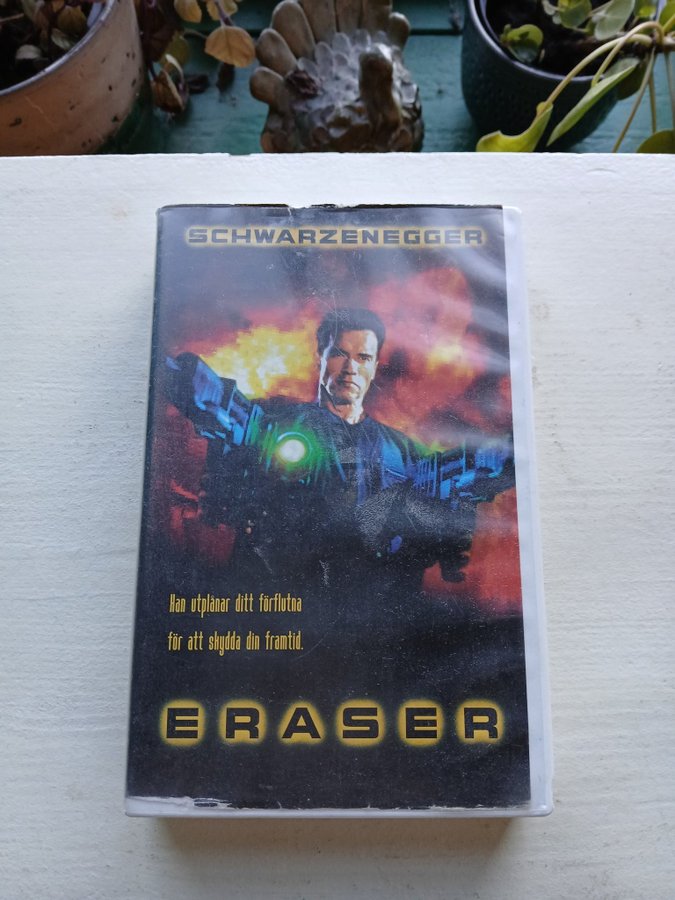 SCHWARZENEGGER
Han utplånar ditt förflutna
för att skydda din framtid.
ERASER